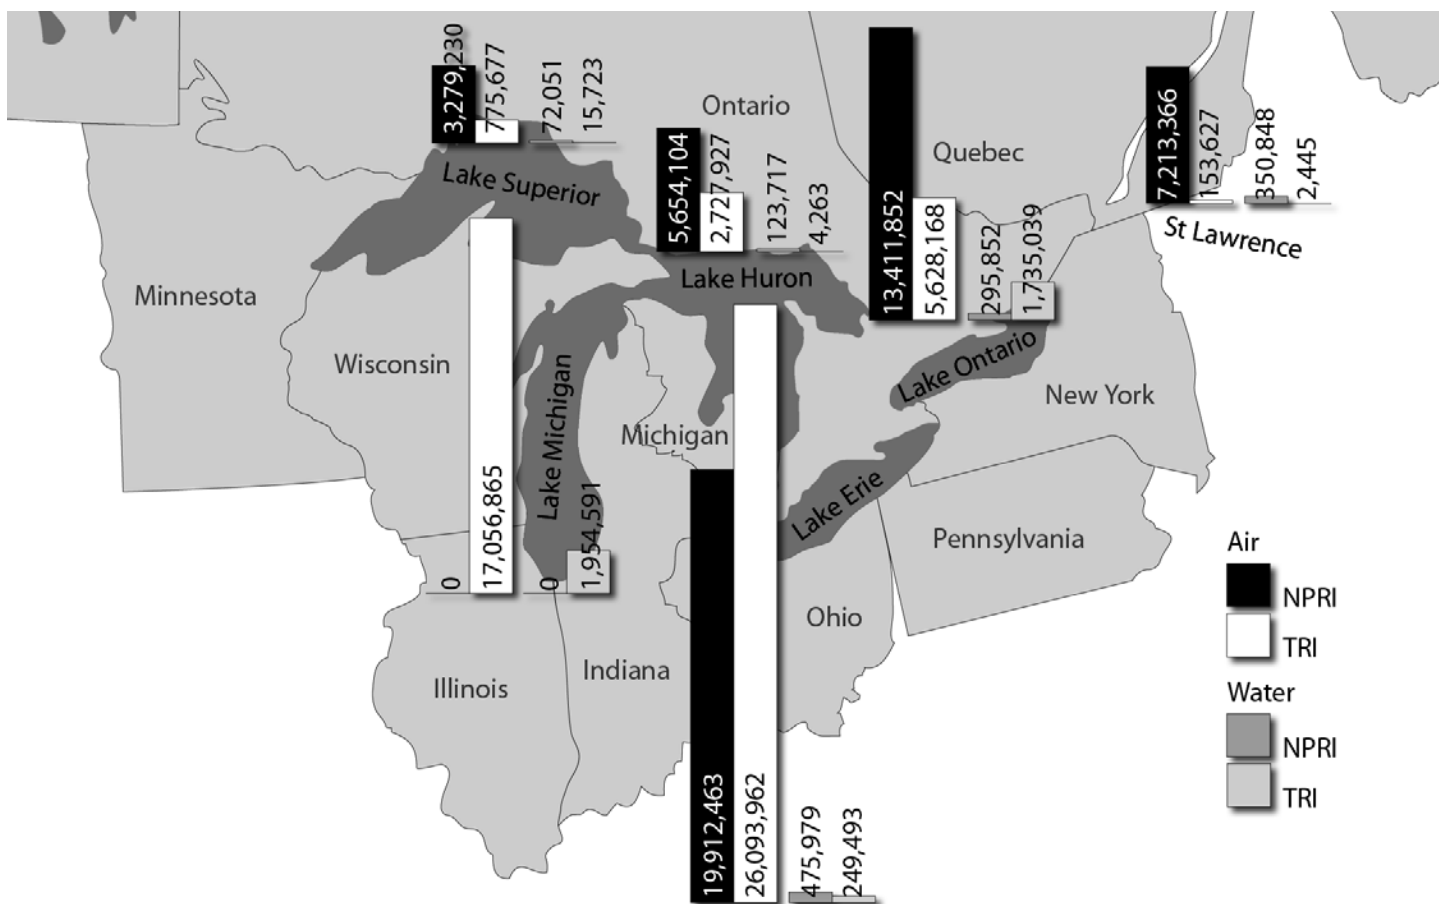 3,279,230
775,677
72,051
15,723
Lake Superior
Ontario
5,654,104
2,727,927
123,717
4,263
Lake Huron
Quebec
13,411,852
5,628,168
295,852
1,735,039
7,213,366
153,627
350,848
2,445
St Lawrence
Minnesota
Wisconsin
Lake Michigan
Michigan
Lake Ontario
New York
0
17,056,865
0
1,954,591
Lake Erie
Pennsylvania
Ohio
Illinois
Indiana
19,912,463
26,093,962
475,979
249,493
Air
NPRI
TRI
Water
NPRI
TRI